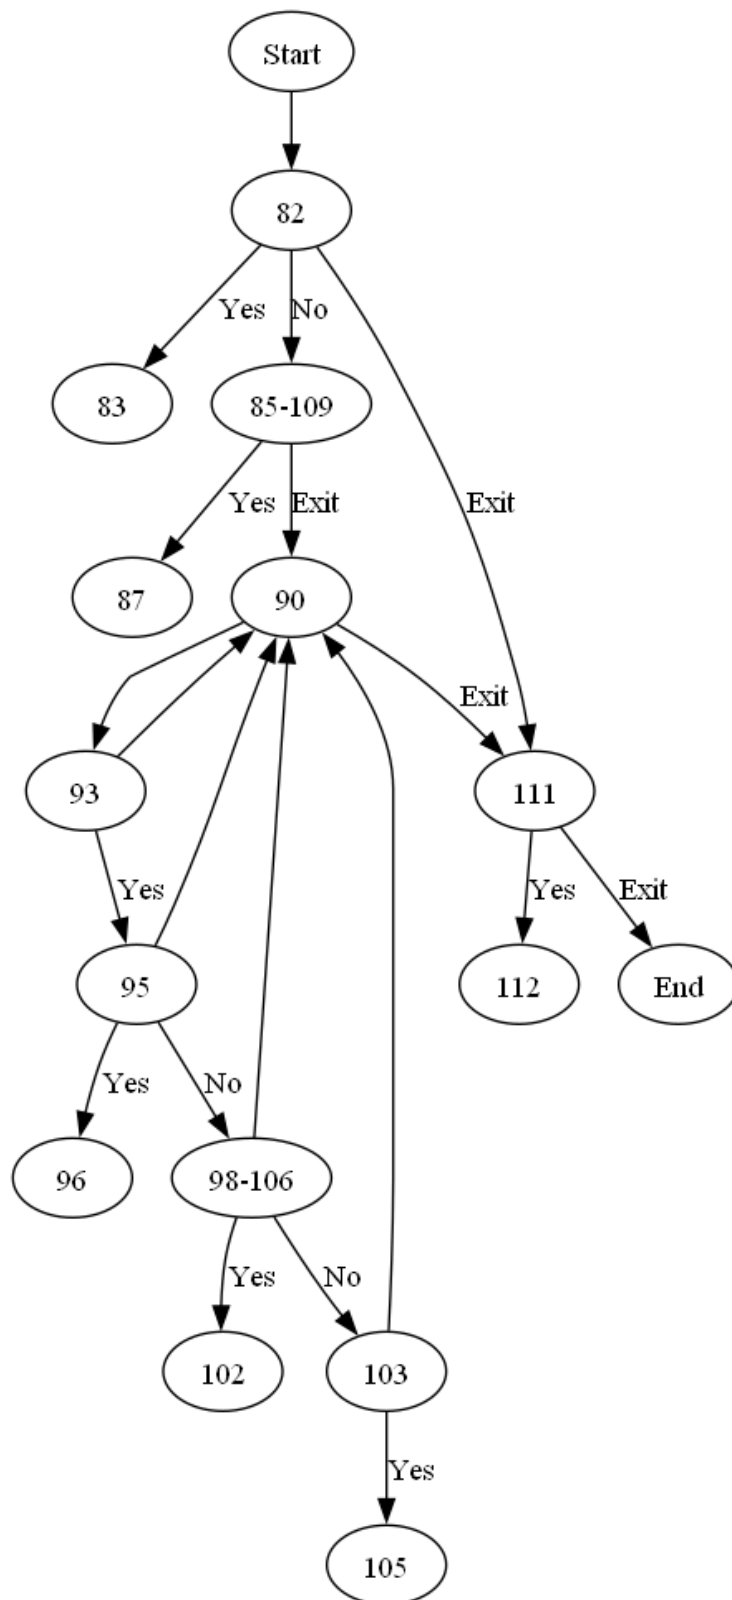 Start
82
Yes
No
83
85-109
Yes
Exit
Exit
87
90
Exit
93
111
Yes
Yes
Exit
95
112
End
Yes
No
96
98-106
Yes
No
102
103
Yes
105